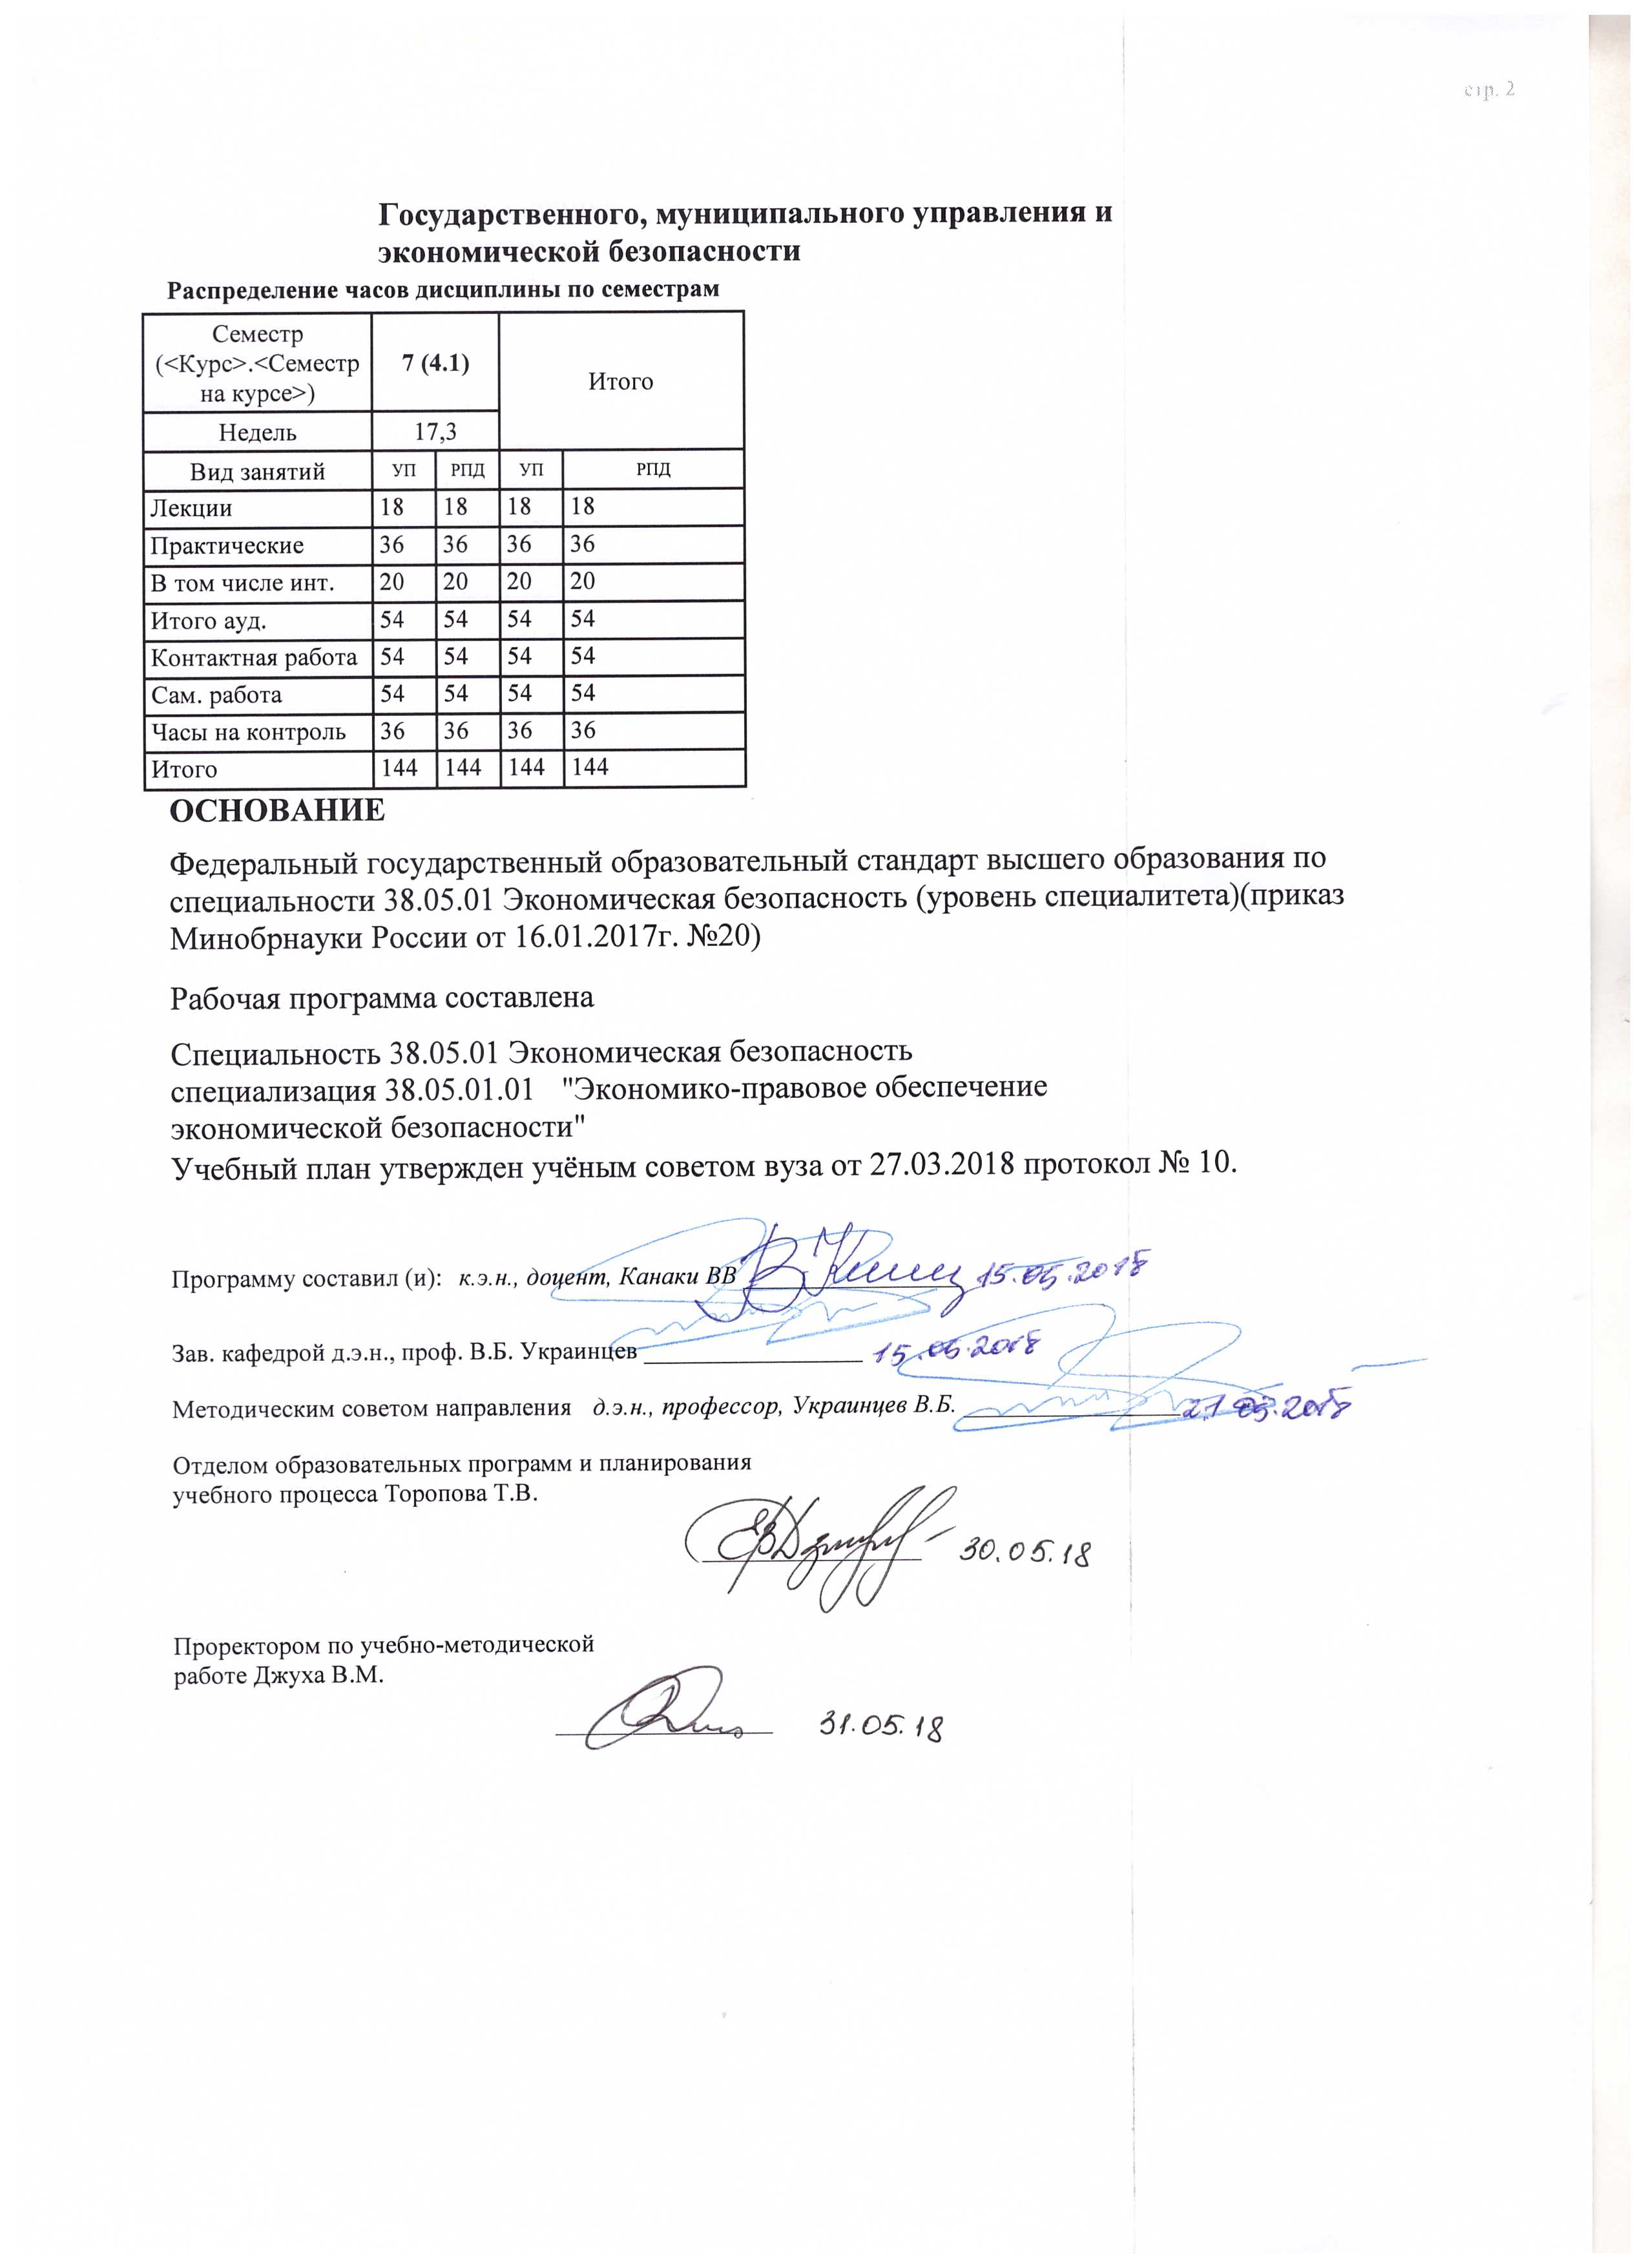 стр. 2
Государственного, муниципального управления и
экономической безопасности
Распределение часов дисциплины по семестрам
Семестр
(<Курс>.<Семестр
на курсе>)
7 (4.1)
Итого
Недель 17,3
Вид занятий УП РПД УП РПД
Лекции 18 18 18 18
Практические 36 36 36 36
В том числе инт. 20 20 20 20
Итого ауд. 54 54 54 54
Контактная работа 54 54 54 54
Сам. работа 54 54 54 54
Часы на контроль 36 36 36 36
Итого 144 144 144 144
ОСНОВАНИЕ
Федеральный государственный образовательный стандарт высшего образования по
специальности 38.05.01 Экономическая безопасность (уровень специалитета)(приказ
Минобрнауки России от 16.01.2017г. №20)
Рабочая программа составлена
Специальность 38.05.01 Экономическая безопасность
специализация 38.05.01.01 "Экономико-правовое обеспечение
экономической безопасности"
Учебный план утвержден учёным советом вуза от 27.03.2018 протокол № 10.
Программу составил (и): к.э.н., доцент, Канаки ВВ 15.05.2018
Зав. кафедрой д.э.н., проф. В.Б. Украинцев 15.05.2018
Методическим советом направления д.э.н., профессор, Украинцев В.Б. 21.05.2018
Отделом образовательных программ и планирования
учебного процесса Торопова Т.В.
30.05.18
Проректором по учебно-методической
работе Джуха В.М.
31.05.18